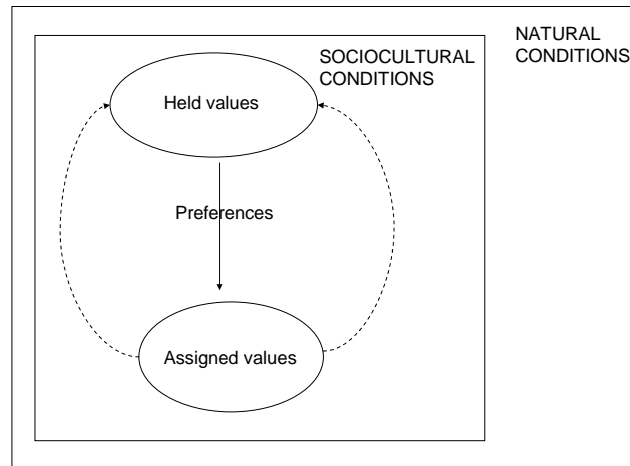 NATURAL
CONDITIONS
SOCIOCULTURAL
CONDITIONS
Held values
Preferences
Assigned values